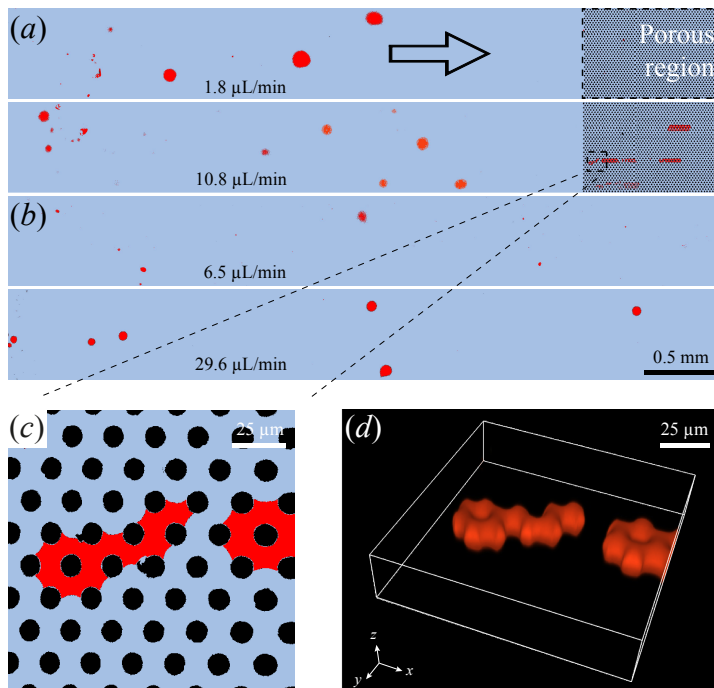 (a)
Porous
region
1.8 µL/min
10.8 µL/min
(b)
6.5 µL/min
29.6 µL/min
0.5 mm
(c)
25 µm
(d)
25 µm
z
y
x